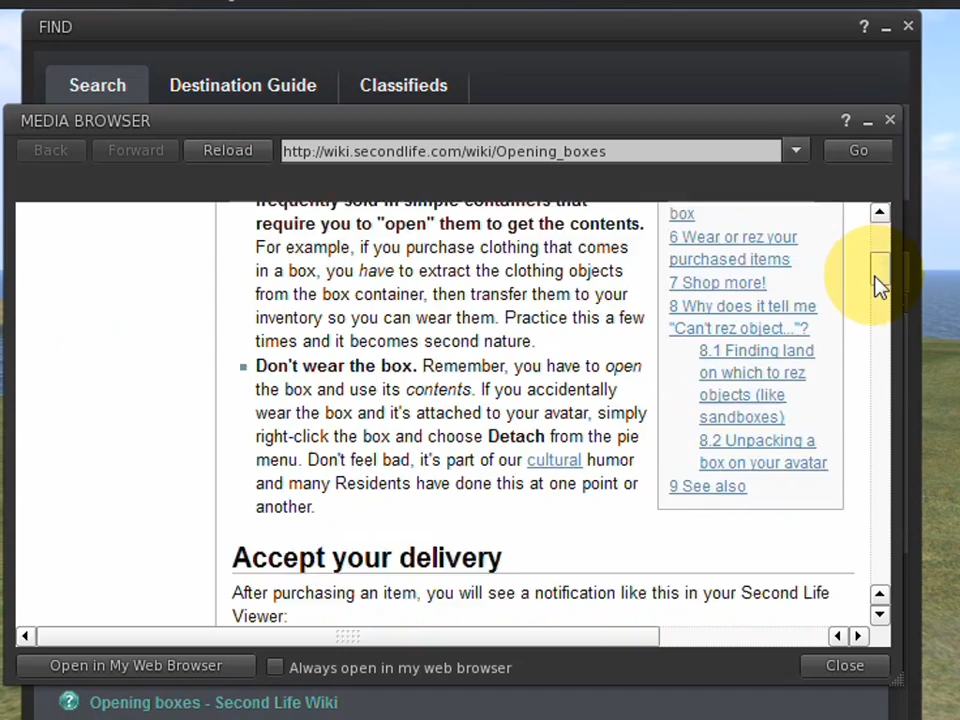 FIND
?
Search
Destination Guide
Classifieds
MEDIA BROWSER
?
Back
Forward
Reload
http://wiki.secondlife.com/wiki/Opening_boxes
Go
frequently sold in simple containers that
require you to "open" them to get the contents.
For example, if you purchase clothing that comes
in a box, you have to extract the clothing objects
from the box container, then transfer them to your
inventory so you can wear them. Practice this a few
times and it becomes second nature.
Don't wear the box. Remember, you have to open
the box and use its contents. If you accidentally
wear the box and it's attached to your avatar, simply
right-click the box and choose Detach from the pie
menu. Don't feel bad, it's part of our cultural humor
and many Residents have done this at one point or
another.
box
6 Wear or rez your
purchased items
7 Shop more!
8 Why does it tell me
"Can't rez object..."?
8.1 Finding land
on which to rez
objects (like
sandboxes)
8.2 Unpacking a
box on your avatar
9 See also
Accept your delivery
After purchasing an item, you will see a notification like this in your Second Life
Viewer:
Open in My Web Browser
Always open in my web browser
Close
? Opening boxes - Second Life Wiki